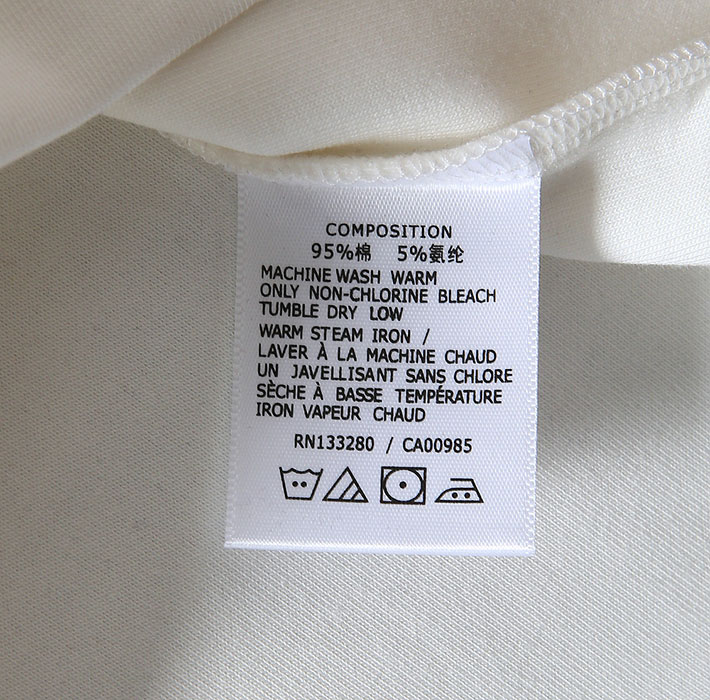 COMPOSITION
95%棉 5%氨纶
MACHINE WASH WARM
ONLY NON-CHLORINE BLEACH
TUMBLE DRY LOW
WARM STEAM IRON /
LAVER À LA MACHINE CHAUD
UN JAVELLISANT SANS CHLORE
SÈCHE À BASSE TEMPÉRATURE
IRON VAPEUR CHAUD
RN133280 / CA00985